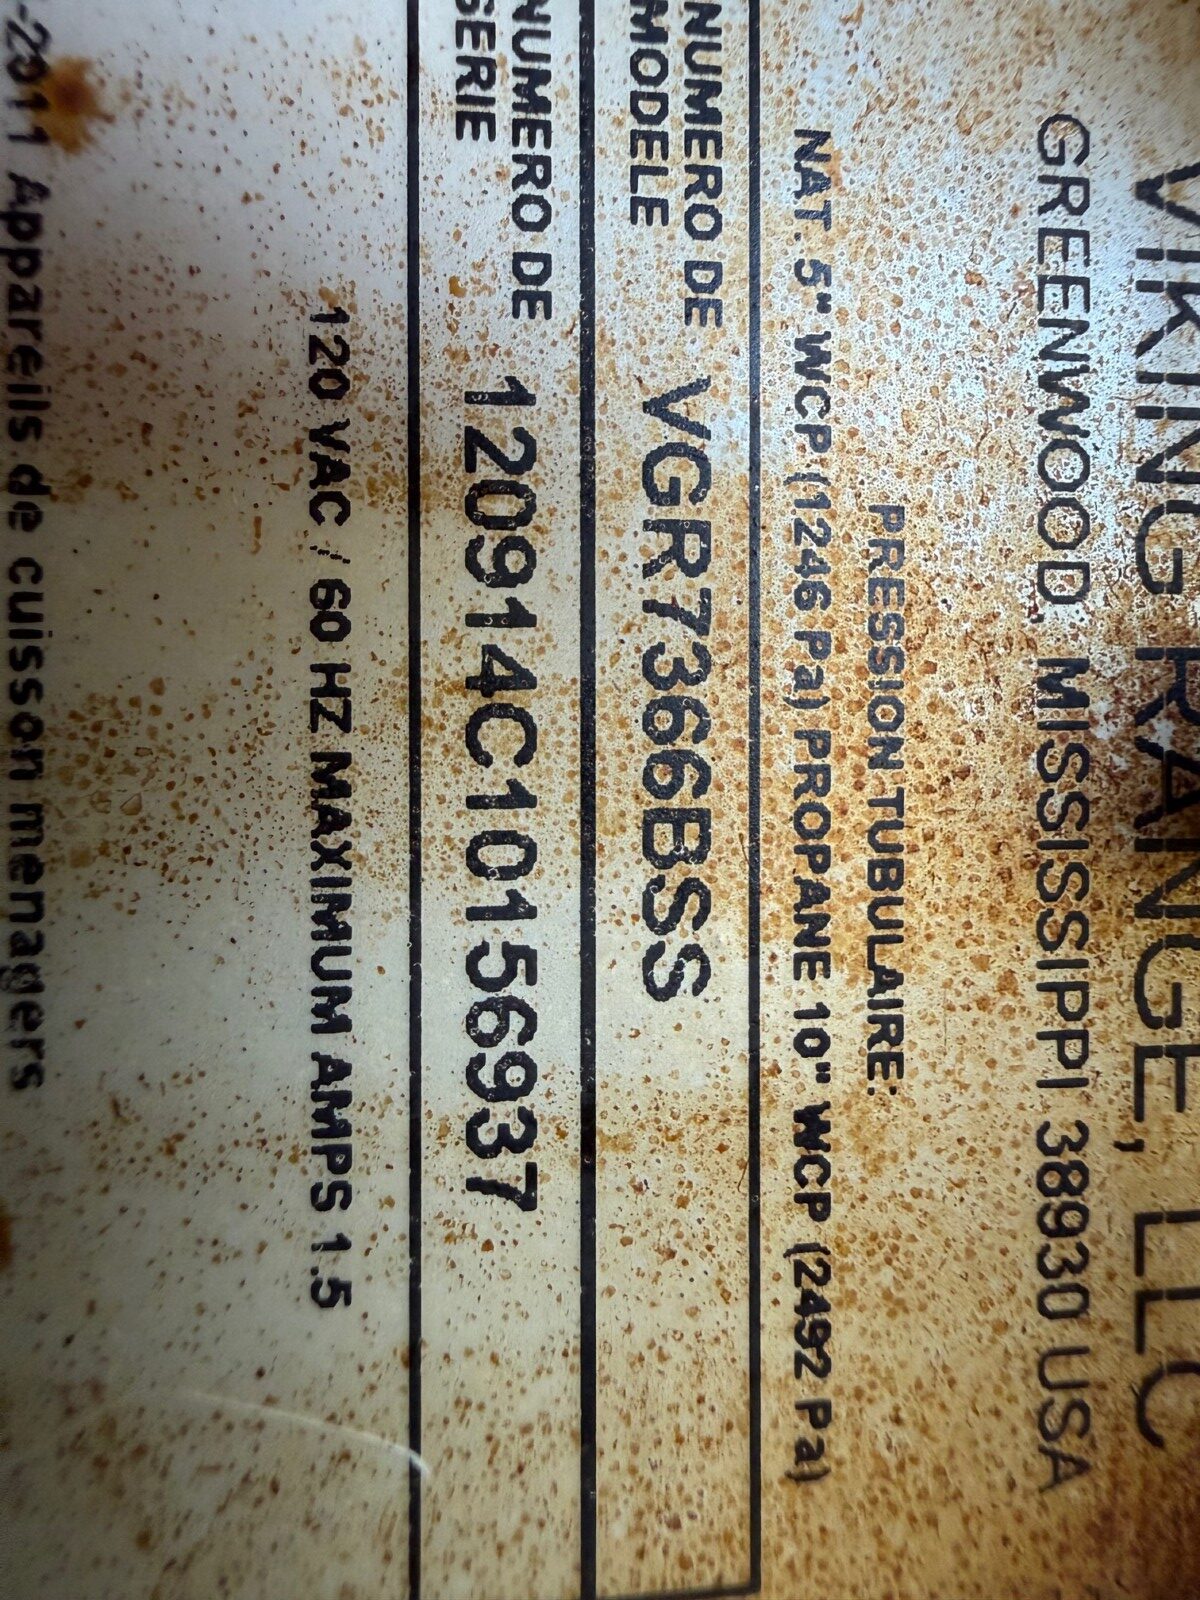 VIKING RANGE, LLC
GREENWOOD, MISSISSIPPI 38930 USA
PRESSION TUBULAIRE:
NAT. 5" WCP (1246 Pa) PROPANE 10" WCP (2492 Pa)
NUMERO DE
MODELE
VGR7366BSS
NUMERO DE
SERIE
120914C10156937
120 VAC / 60 HZ MAXIMUM AMPS 1.5
-2011 Appareils de cuisson menagers